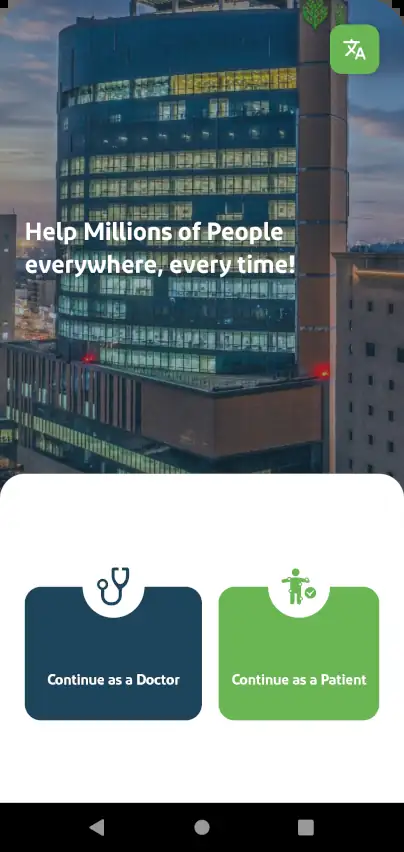 Help Millions of People
everywhere, every time!
Continue as a Doctor
Continue as a Patient